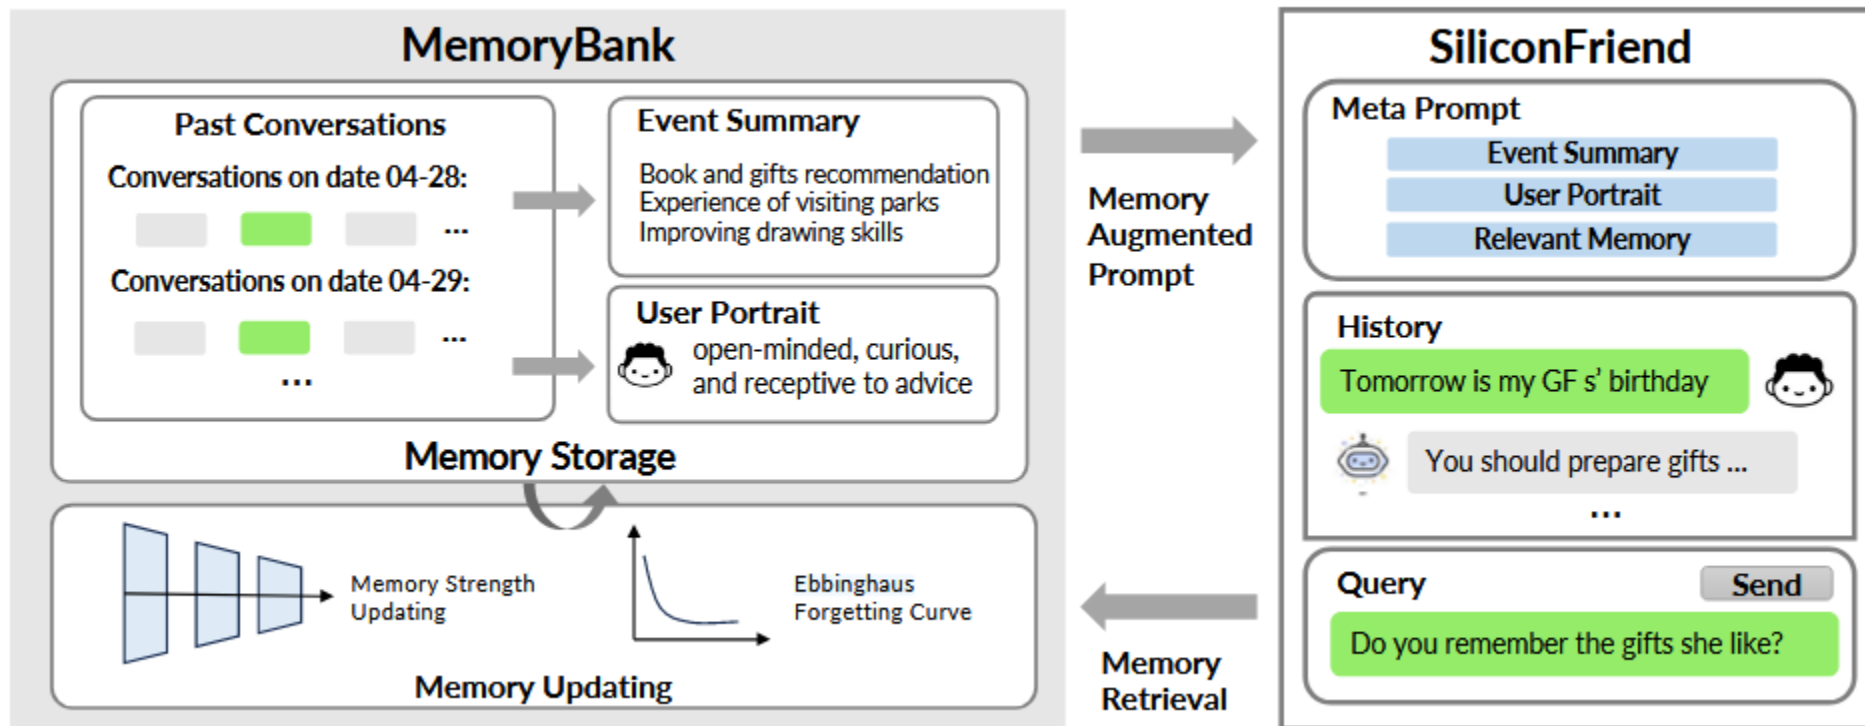 MemoryBank
Past Conversations
Conversations on date 04-28:
...
Conversations on date 04-29:
...
...
Event Summary
Book and gifts recommendation
Experience of visiting parks
Improving drawing skills
User Portrait
open-minded, curious,
and receptive to advice
Memory Storage
Memory Strength
Updating
Ebbinghaus
Forgetting Curve
Memory Updating
Memory
Augmented
Prompt
Memory
Retrieval
SiliconFriend
Meta Prompt
Event Summary
User Portrait
Relevant Memory
History
Tomorrow is my GF s’ birthday
You should prepare gifts ...
...
Query
Send
Do you remember the gifts she like?